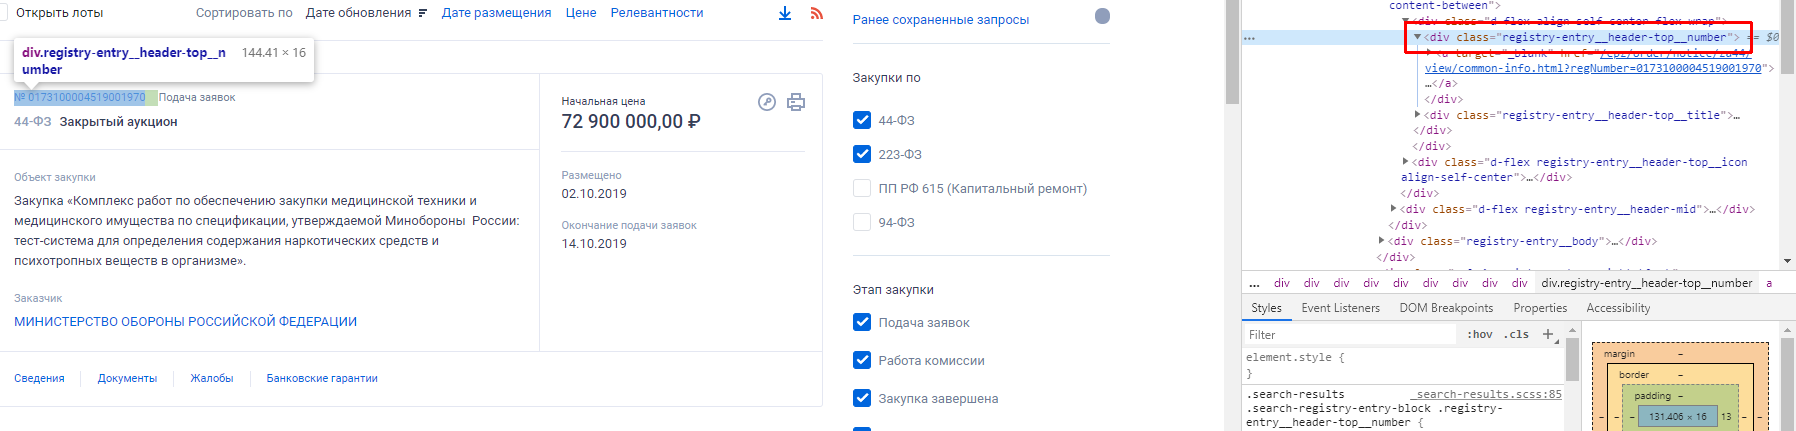 Открыть лоты
Сортировать по Дате обновления Дате размещения Цене Релевантности
div.registry-entry__header-top__n
umber
144.41 × 16
№ 0173100004519001970 Подача заявок
44-ФЗ Закрытый аукцион
Объект закупки
Закупка «Комплекс работ по обеспечению закупки медицинской техники и
медицинского имущества по спецификации, утверждаемой Минобороны России:
тест-система для определения содержания наркотических средств и
психотропных веществ в организме».
Заказчик
МИНИСТЕРСТВО ОБОРОНЫ РОССИЙСКОЙ ФЕДЕРАЦИИ
Сведения Документы Жалобы Банковские гарантии
Начальная цена
72 900 000,00 ₽
Размещено
02.10.2019
Окончание подачи заявок
14.10.2019
Ранее сохраненные запросы
Закупки по
44-ФЗ
223-ФЗ
ПП РФ 615 (Капитальный ремонт)
94-ФЗ
Этап закупки
Подача заявок
Работа комиссии
Закупка завершена
content-between">
<div class="d-flex align-self-center flex-wrap">
… <div class="registry-entry__header-top__number"> == $0
<a target="_blank" href="/epz/order/notice/za44/
view/common-info.html?regNumber=0173100004519001970">
…</a>
</div>
<div class="registry-entry__header-top__title">…
</div>
</div>
<div class="d-flex registry-entry__header-top__icon
align-self-center">…</div>
</div>
<div class="d-flex registry-entry__header-mid">…</div>
</div>
<div class="registry-entry__body">…</div>
</div>
… div div div div div div div div div div.registry-entry__header-top__number a
Styles Event Listeners DOM Breakpoints Properties Accessibility
Filter :hov .cls +
element.style {
}
.search-results _search-results.scss:85
.search-registry-entry-block .registry-
entry__header-top__number {
margin –
border –
padding –
– – – 131.406 × 16 13 – –